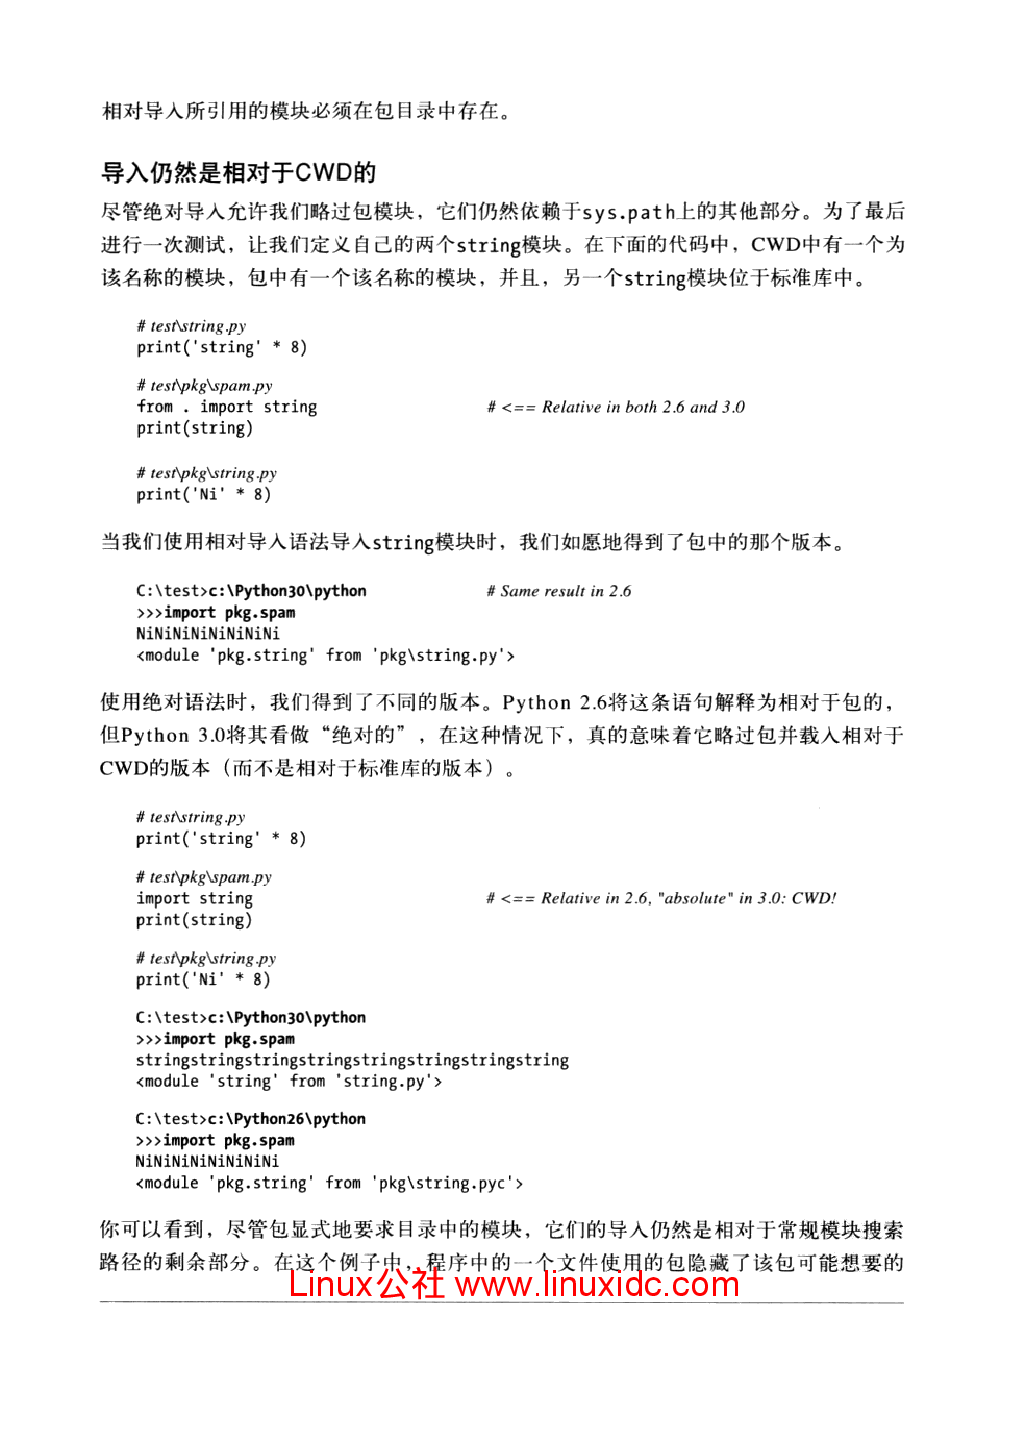 相对导入所引用的模块必须在包目录中存在。
导入仍然是相对于CWD的
尽管绝对导入允许我们略过包模块，它们仍然依赖于sys.path上的其他部分。为了最后
进行一次测试，让我们定义自己的两个string模块。在下面的代码中，CWD中有一个为
该名称的模块，包中有一个该名称的模块，并且，另一个string模块位于标准库中。
# test\string.py
print('string' * 8)
# test\pkg\spam.py
from . import string # <== Relative in both 2.6 and 3.0
print(string)
# test\pkg\string.py
print('Ni' * 8)
当我们使用相对导入语法导入string模块时，我们如愿地得到了包中的那个版本。
C:\test>c:\Python30\python # Same result in 2.6
>>>import pkg.spam
NiNiNiNiNiNiNiNi
<module 'pkg.string' from 'pkg\string.py'>
使用绝对语法时，我们得到了不同的版本。Python 2.6将这条语句解释为相对于包的，
但Python 3.0将其看做“绝对的”，在这种情况下，真的意味着它略过包并载入相对于
CWD的版本（而不是相对于标准库的版本）。
# test\string.py
print('string' * 8)
# test\pkg\spam.py
import string # <== Relative in 2.6, "absolute" in 3.0: CWD!
print(string)
# test\pkg\string.py
print('Ni' * 8)
C:\test>c:\Python30\python
>>>import pkg.spam
stringstringstringstringstringstringstringstring
<module 'string' from 'string.py'>
C:\test>c:\Python26\python
>>>import pkg.spam
NiNiNiNiNiNiNiNi
<module 'pkg.string' from 'pkg\string.pyc'>
你可以看到，尽管包显式地要求目录中的模块，它们的导入仍然是相对于常规模块搜索
路径的剩余部分。在这个例子中，程序中的一个文件使用的包隐藏了该包可能想要的
Linux公社 www.linuxidc.com